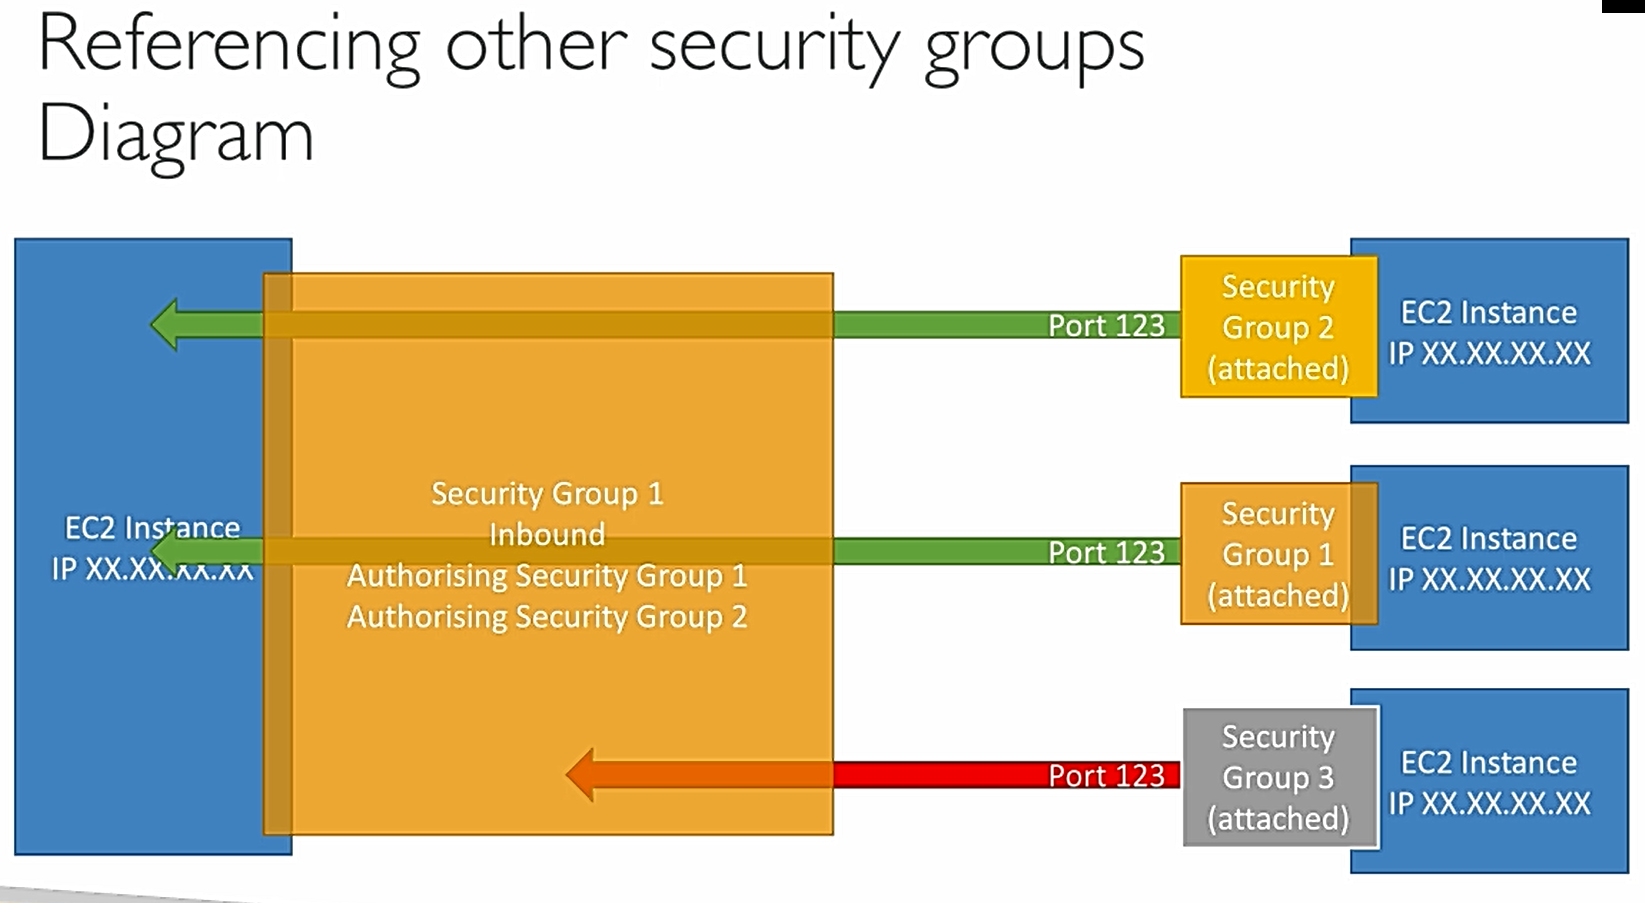 Referencing other security groups
Diagram
EC2 Instance
IP XX.XX.XX.XX
Security Group 1
Inbound
Authorising Security Group 1
Authorising Security Group 2
Port 123
Security
Group 2
(attached)
EC2 Instance
IP XX.XX.XX.XX
Port 123
Security
Group 1
(attached)
EC2 Instance
IP XX.XX.XX.XX
Port 123
Security
Group 3
(attached)
EC2 Instance
IP XX.XX.XX.XX